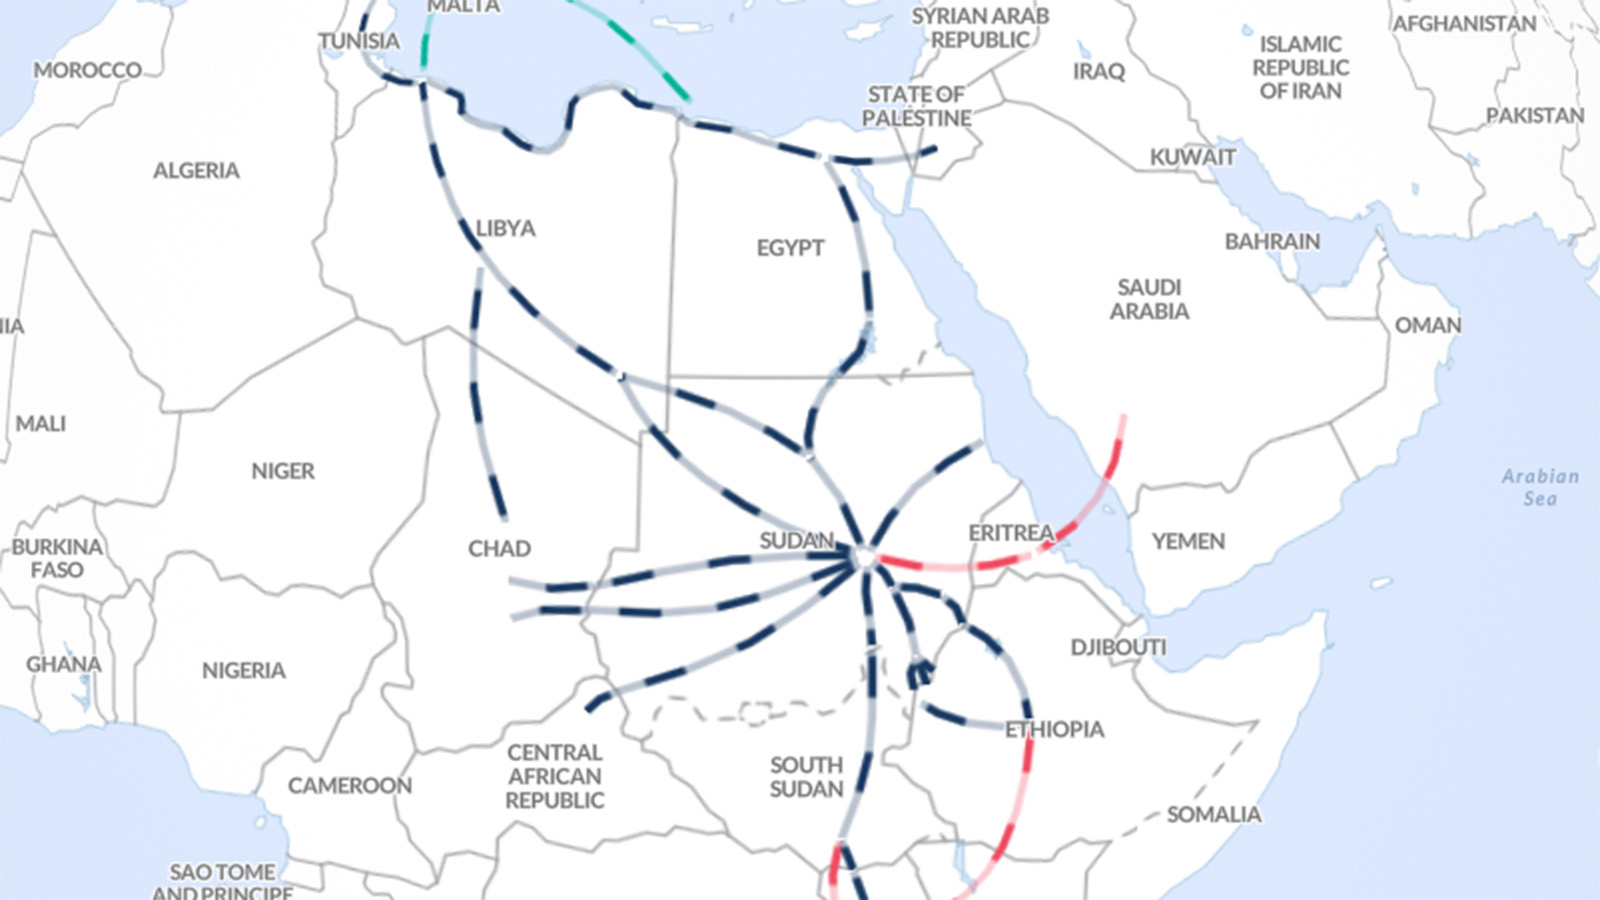 MALTA
SYRIAN ARAB
REPUBLIC
AFGHANISTAN
TUNISIA
ISLAMIC
REPUBLIC
OF IRAN
MOROCCO
IRAQ
STATE OF
PALESTINE
PAKISTAN
KUWAIT
ALGERIA
LIBYA
EGYPT
BAHRAIN
SAUDI
ARABIA
OMAN
IIA
MALI
NIGER
Arabian
Sea
ERITREA
SUDAN
YEMEN
BURKINA
FASO
CHAD
DJIBOUTI
GHANA
NIGERIA
ETHIOPIA
CENTRAL
AFRICAN
REPUBLIC
SOUTH
SUDAN
CAMEROON
SOMALIA
SAO TOME
AND PRINCIPE